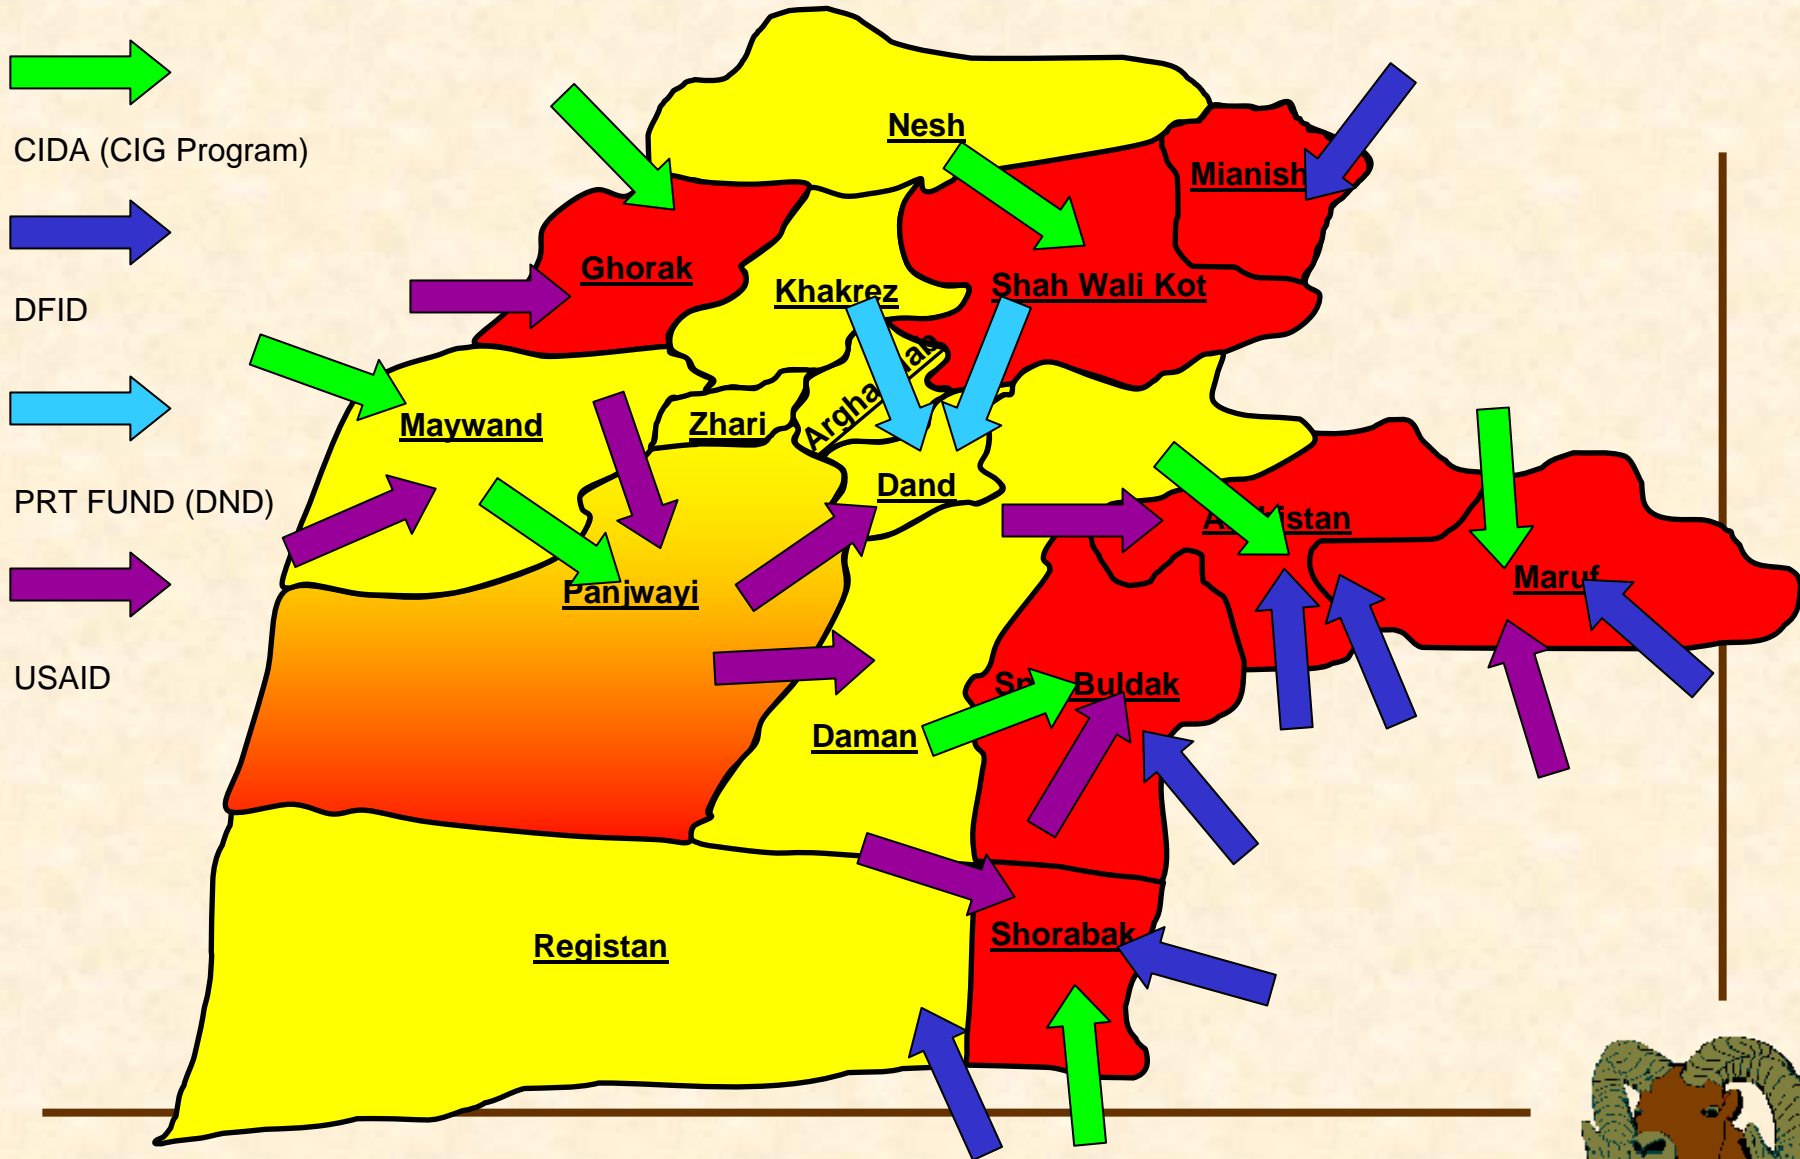 CIDA (CIG Program)
DFID
PRT FUND (DND)
USAID
Nesh
Mianish
Ghorak
Khakrez
Shah Wali Kot
Maywand
Zhari
Dand
Panjwayi
Maruf
Buldak
Daman
Registan
Shorabak